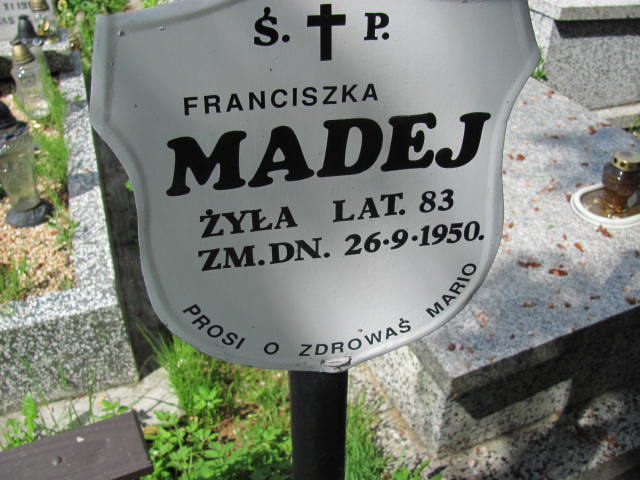 Ś. P.
FRANCISZKA
MADEJ
ŻYŁA LAT. 83
ZM.DN. 26·9·1950.
PROSI O ZDROWAŚ MARIO